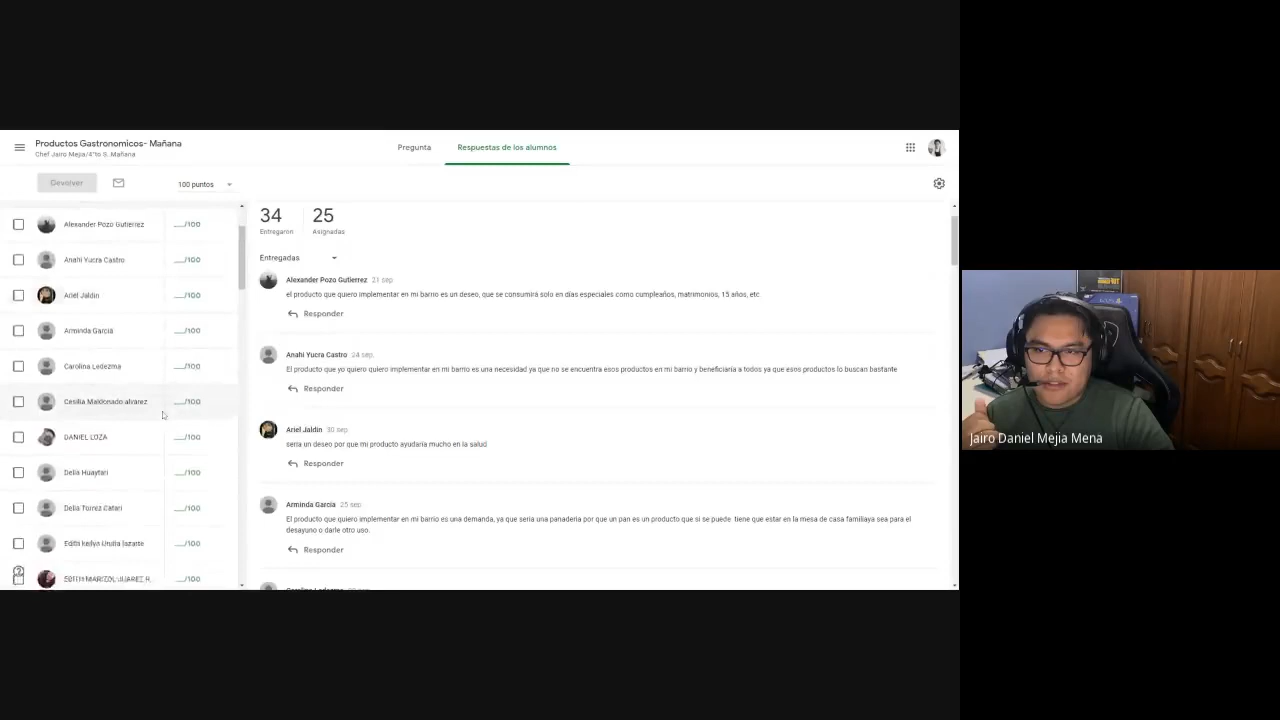 Productos Gastronomicos- Mañana
Chef Jairo Mejia/4°to S. Mañana
Pregunta
Respuestas de los alumnos
Devolver
100 puntos
Alexander Pozo Gutierrez
__/100
Anahi Yucra Castro
__/100
Ariel Jaldin
__/100
Arminda Garcia
__/100
Carolina Ledezma
__/100
Cesilia Maldonado alvarez
__/100
DANIEL LOZA
__/100
Delia Huaytari
__/100
Delia Torrez Catari
__/100
__/100
__/100
34
25
Entregaron
Asignadas
Entregadas
Alexander Pozo Gutierrez 21 sep
el producto que quiero implementar en mi barrio es un deseo, que se consumirá solo en días especiales como cumpleaños, matrimonios, 15 años, etc.
Responder
Anahi Yucra Castro 24 sep.
El producto que yo quiero quiero implementar en mi barrio es una necesidad ya que no se encuentra esos productos en mi barrio y beneficiaría a todos ya que esos productos lo buscan bastante
Responder
Ariel Jaldin 30 sep.
seria un deseo por que mi producto ayudaria mucho en la salud
Responder
Arminda Garcia 25 sep.
El producto que quiero implementar en mi barrio es una demanda, ya que seria una panaderia por que un pan es un producto que si se puede tiene que estar en la mesa de casa familiaya sea para el
desayuno o darle otro uso.
Responder
Jairo Daniel Mejia Mena